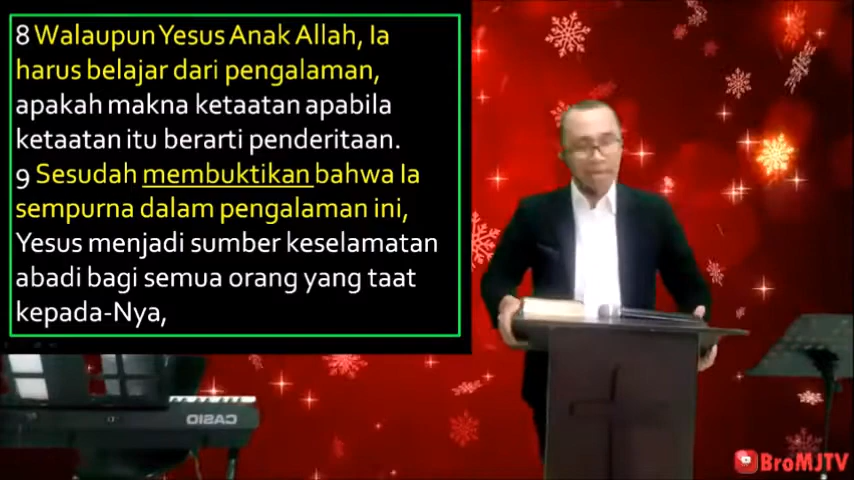 8 Walaupun Yesus Anak Allah, Ia
harus belajar dari pengalaman,
apakah makna ketaatan apabila
ketaatan itu berarti penderitaan.
9 Sesudah membuktikan bahwa Ia
sempurna dalam pengalaman ini,
Yesus menjadi sumber keselamatan
abadi bagi semua orang yang taat
kepada-Nya,
CASIO
BroMJTV